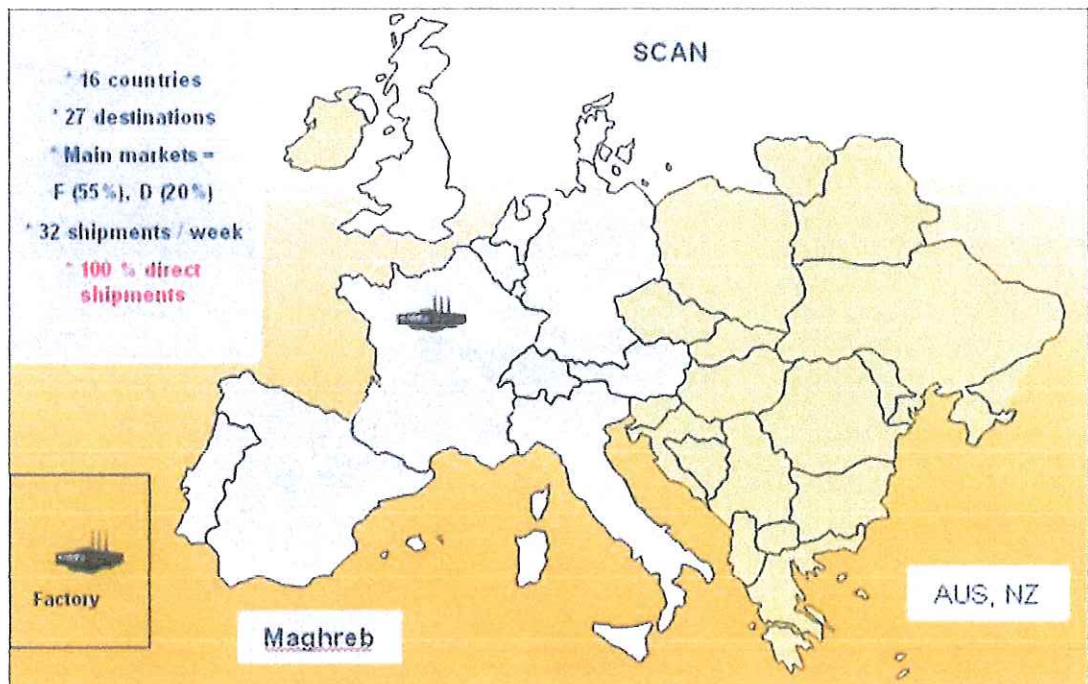 * 16 countries
* 27 destinations
* Main markets =
F (55%), D (20%)
* 32 shipments / week
* 100 % direct
shipments
SCAN
Factory
Maghreb
AUS, NZ